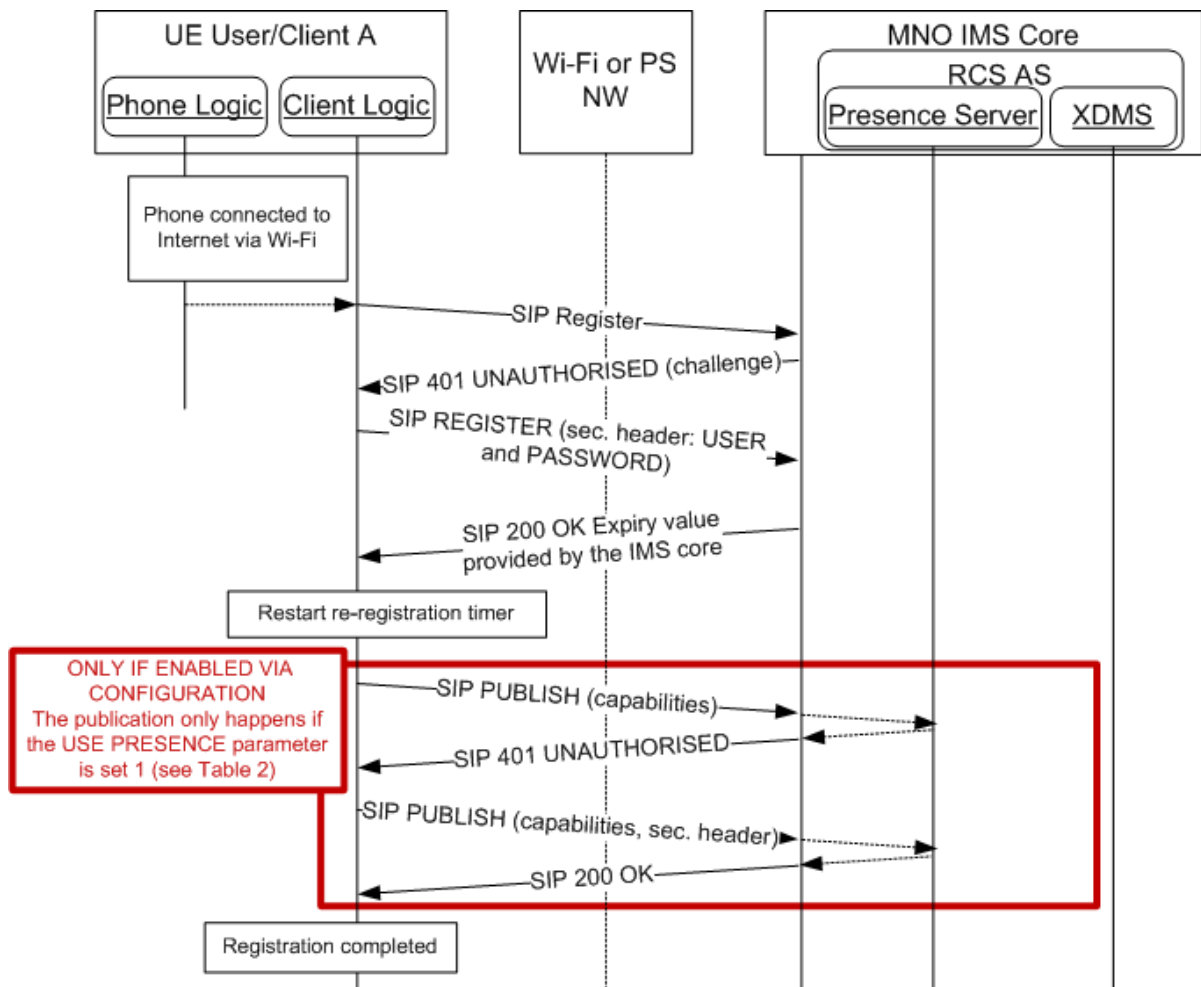 UE User/Client A
Phone Logic
Client Logic
Wi-Fi or PS
NW
MNO IMS Core
RCS AS
Presence Server
XDMS
Phone connected to
Internet via Wi-Fi
SIP Register
SIP 401 UNAUTHORISED (challenge)
SIP REGISTER (sec. header: USER
and PASSWORD)
SIP 200 OK Expiry value
provided by the IMS core
Restart re-registration timer
ONLY IF ENABLED VIA
CONFIGURATION
The publication only happens if
the USE PRESENCE parameter
is set 1 (see Table 2)
SIP PUBLISH (capabilities)
SIP 401 UNAUTHORISED
SIP PUBLISH (capabilities, sec. header)
SIP 200 OK
Registration completed